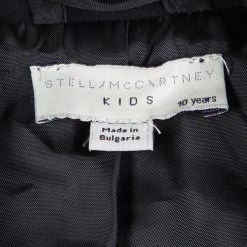 STELLA McCARTNEY
KIDS 10 years
Made in
Bulgaria